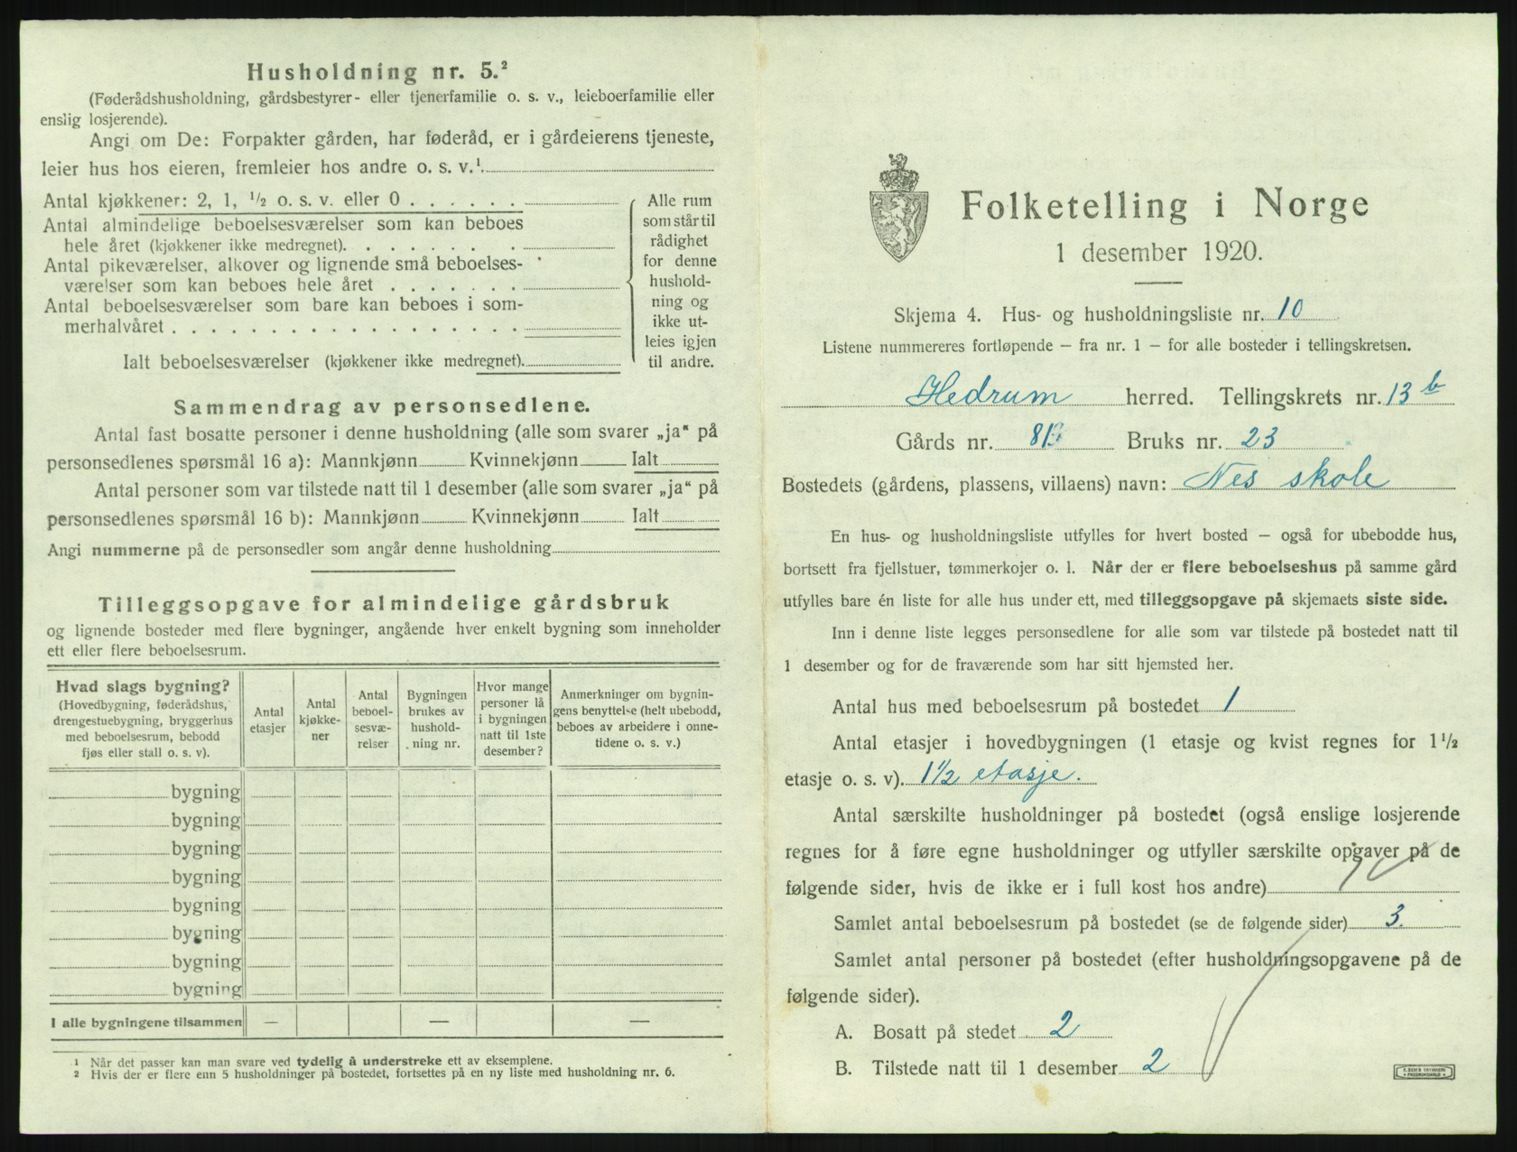 Husholdning nr. 5.²
(Føderådshusholdning, gårdsbestyrer- eller tjenerfamilie o. s. v., leieboerfamilie eller
enslig losjerende).
Angi om De: Forpakter gården, har føderåd, er i gårdeierens tjeneste,
leier hus hos eieren, fremleier hos andre o. s. v.¹.
Antal kjøkkener: 2, 1, ½ o. s. v. eller 0 . . . . . .
Antal almindelige beboelsesværelser som kan beboes
hele året (kjøkkener ikke medregnet). . . . . . . .
Antal pikeværelser, alkover og lignende små beboelses-
værelser som kan beboes hele året . . . . . . .
Antal beboelsesværelser som bare kan beboes i som-
merhalvåret . . . . . . . . . . . . . . . . . .
Ialt beboelsesværelser (kjøkkener ikke medregnet).
Alle rum
som står til
rådighet
for denne
hushold-
ning og
ikke ut-
leies igjen
til andre.
Sammendrag av personsedlene.
Antal fast bosatte personer i denne husholdning (alle som svarer „ja" på
personsedlenes spørsmål 16 a): Mannkjønn Kvinnekjønn Ialt
Antal personer som var tilstede natt til 1 desember (alle som svarer „ja" på
personsedlenes spørsmål 16 b): Mannkjønn Kvinnekjønn Ialt
Angi nummerne på de personsedler som angår denne husholdning
Tilleggsopgave for almindelige gårdsbruk
og lignende bosteder med flere bygninger, angående hver enkelt bygning som inneholder
ett eller flere beboelsesrum.
Hvad slags bygning?
(Hovedbygning, føderådshus,
drengestuebygning, bryggerhus
med beboelsesrum, bebodd
fjøs eller stall o. s. v).
Antal
etasjer
Antal
kjøkke-
ner
Antal
beboel-
sesvæ-
relser
Bygningen
brukes av
hushold-
ning nr.
Hvor mange
personer lå
i bygningen
natt til 1ste
desember?
Anmerkninger om bygnin-
gens benyttelse (helt ubebodd,
beboes av arbeidere i onne-
tidene o. s. v.)
bygning
bygning
bygning
bygning
bygning
bygning
bygning
bygning
I alle bygningene tilsammen — — —
¹ Når det passer kan man svare ved tydelig å understreke ett av eksemplene.
² Hvis der er flere enn 5 husholdninger på bostedet, fortsettes på en ny liste med husholdning nr. 6.
Folketelling i Norge
1 desember 1920.
Skjema 4. Hus- og husholdningsliste nr. 10
Listene nummereres fortløpende — fra nr. 1 — for alle bosteder i tellingskretsen.
Hedrum herred. Tellingskrets nr. 13 b
Gårds nr. Bruks nr. 23
Bostedets (gårdens, plassens, villaens) navn: Nes skole
En hus- og husholdningsliste utfylles for hvert bosted — også for ubebodde hus,
bortsett fra fjellstuer, tømmerkojer o. l. Når der er flere beboelseshus på samme gård
utfylles bare én liste for alle hus under ett, med tilleggsopgave på skjemaets siste side.
Inn i denne liste legges personsedlene for alle som var tilstede på bostedet natt til
1 desember og for de fraværende som har sitt hjemsted her.
Antal hus med beboelsesrum på bostedet 1
Antal etasjer i hovedbygningen (1 etasje og kvist regnes for 1½
etasje o. s. v). 1½ etasje.
Antal særskilte husholdninger på bostedet (også enslige losjerende
regnes for å føre egne husholdninger og utfyller særskilte opgaver på de
følgende sider, hvis de ikke er i full kost hos andre)
Samlet antal beboelsesrum på bostedet (se de følgende sider) 3.
Samlet antal personer på bostedet (efter husholdningsopgavene på de
følgende sider).
A. Bosatt på stedet 2
B. Tilstede natt til 1 desember 2